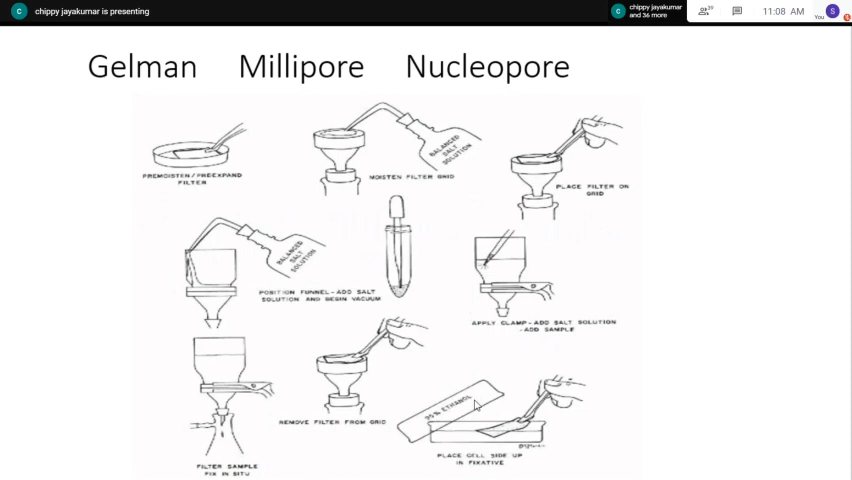 chippy jayakumar is presenting
chippy jayakumar
and 36 more
39
11:08 AM
You
S
Gelman Millipore Nucleopore
PREMOISTEN/PREEXPAND
FILTER
BALANCED
SALT
SOLUTION
MOISTEN FILTER GRID
PLACE FILTER ON
GRID
BALANCED
SALT
SOLUTION
POSITION FUNNEL - ADD SALT
SOLUTION AND BEGIN VACUUM
APPLY CLAMP - ADD SALT SOLUTION
- ADD SAMPLE
FILTER SAMPLE
FIX IN SITU
REMOVE FILTER FROM GRID
95% ETHANOL
PLACE CELL SIDE UP
IN FIXATIVE